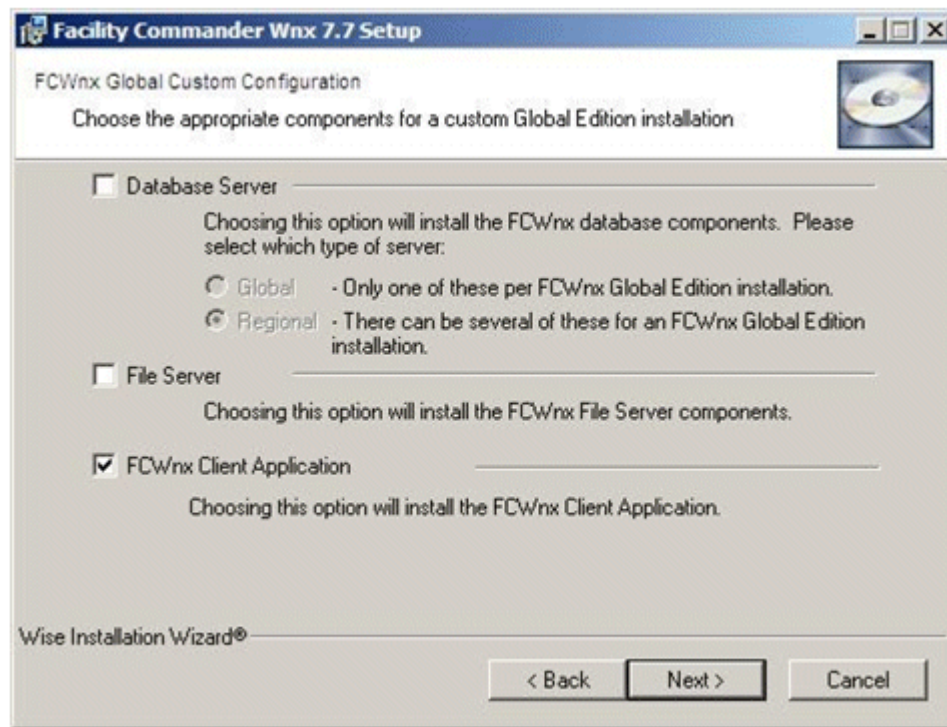 Facility Commander Wnx 7.7 Setup
FCWnx Global Custom Configuration
Choose the appropriate components for a custom Global Edition installation
Database Server
Choosing this option will install the FCWnx database components. Please
select which type of server:
Global - Only one of these per FCWnx Global Edition installation.
Regional - There can be several of these for an FCWnx Global Edition
installation.
File Server
Choosing this option will install the FCWnx File Server components.
FCWnx Client Application
Choosing this option will install the FCWnx Client Application.
Wise Installation Wizard®
< Back Next > Cancel